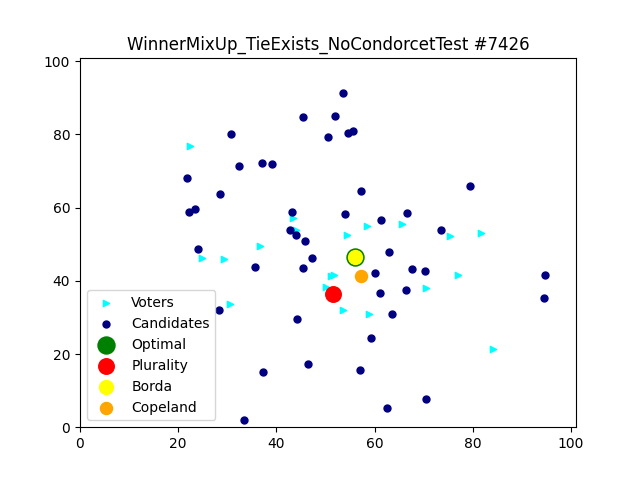 WinnerMixUp_TieExists_NoCondorcetTest #7426
100
80
60
40
20
0
Voters
Candidates
Optimal
Plurality
Borda
Copeland
0 20 40 60 80 100